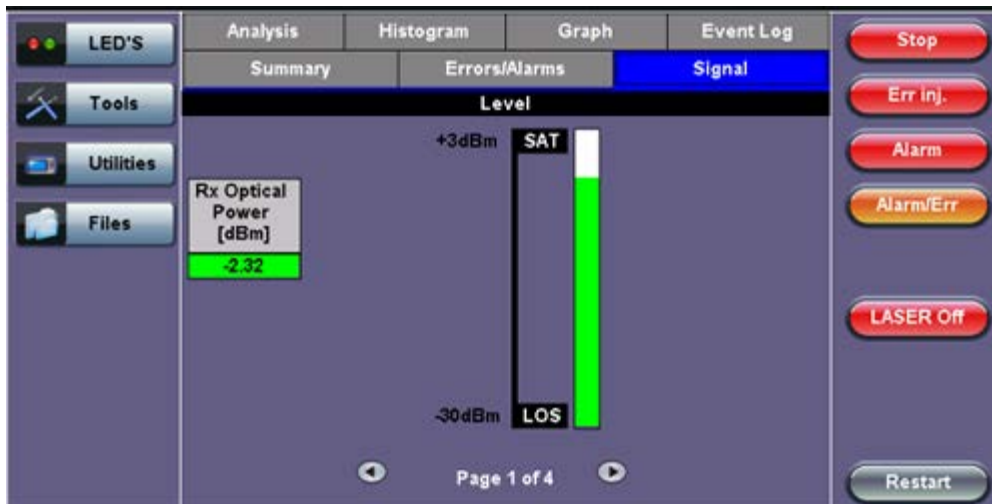 LED'S
Tools
Utilities
Files
Analysis
Histogram
Graph
Event Log
Summary
Errors/Alarms
Signal
Level
+3dBm
SAT
Rx Optical
Power
[dBm]
-2.32
-30dBm
LOS
Page 1 of 4
Stop
Err inj.
Alarm
Alarm/Err
LASER Off
Restart